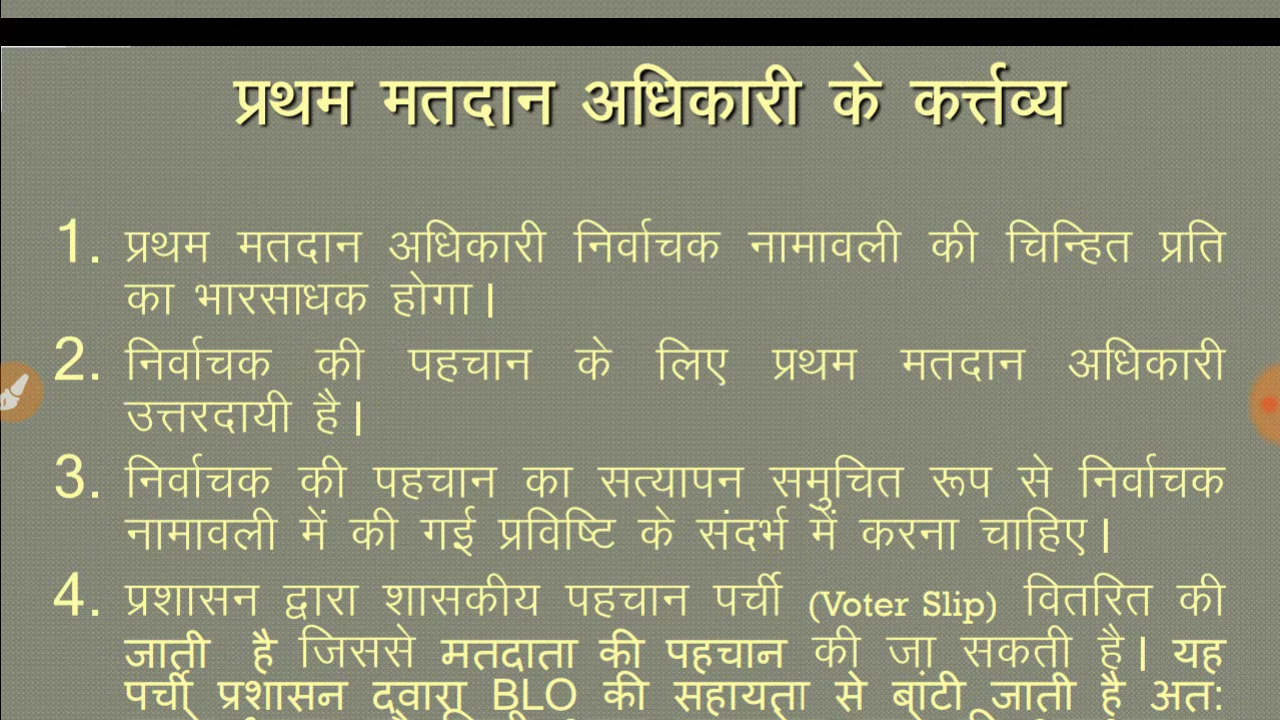 प्रथम मतदान अधिकारी के कर्त्तव्य
1. प्रथम मतदान अधिकारी निर्वाचक नामावली की चिन्हित प्रति
का भारसाधक होगा।
2. निर्वाचक की पहचान के लिए प्रथम मतदान अधिकारी
उत्तरदायी है।
3. निर्वाचक की पहचान का सत्यापन समुचित रूप से निर्वाचक
नामावली में की गई प्रविष्टि के संदर्भ में करना चाहिए।
4. प्रशासन द्वारा शासकीय पहचान पर्ची (Voter Slip) वितरित की
जाती है जिससे मतदाता की पहचान की जा सकती है। यह
पर्ची प्रशासन द्वारा BLO की सहायता से बांटी जाती है अतः